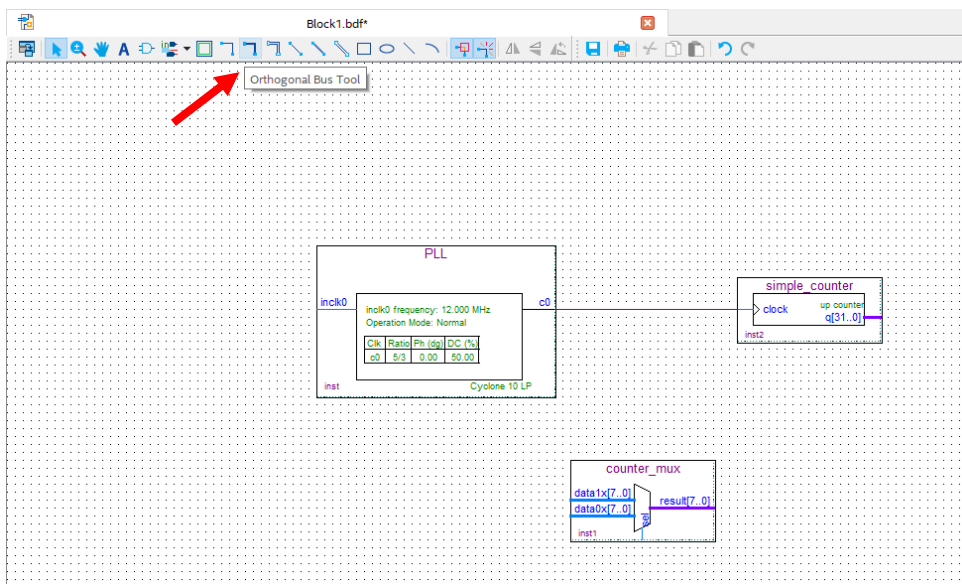 Block1.bdf*
A
Orthogonal Bus Tool
PLL
inclk0
c0
inclk0 frequency: 12.000 MHz
Operation Mode: Normal
Clk Ratio Ph (dg) DC (%)
c0 5/3 0.00 50.00
inst
Cyclone 10 LP
simple_counter
clock
up counter
q[31..0]
inst2
counter_mux
data1x[7..0]
data0x[7..0]
result[7..0]
sel
inst1